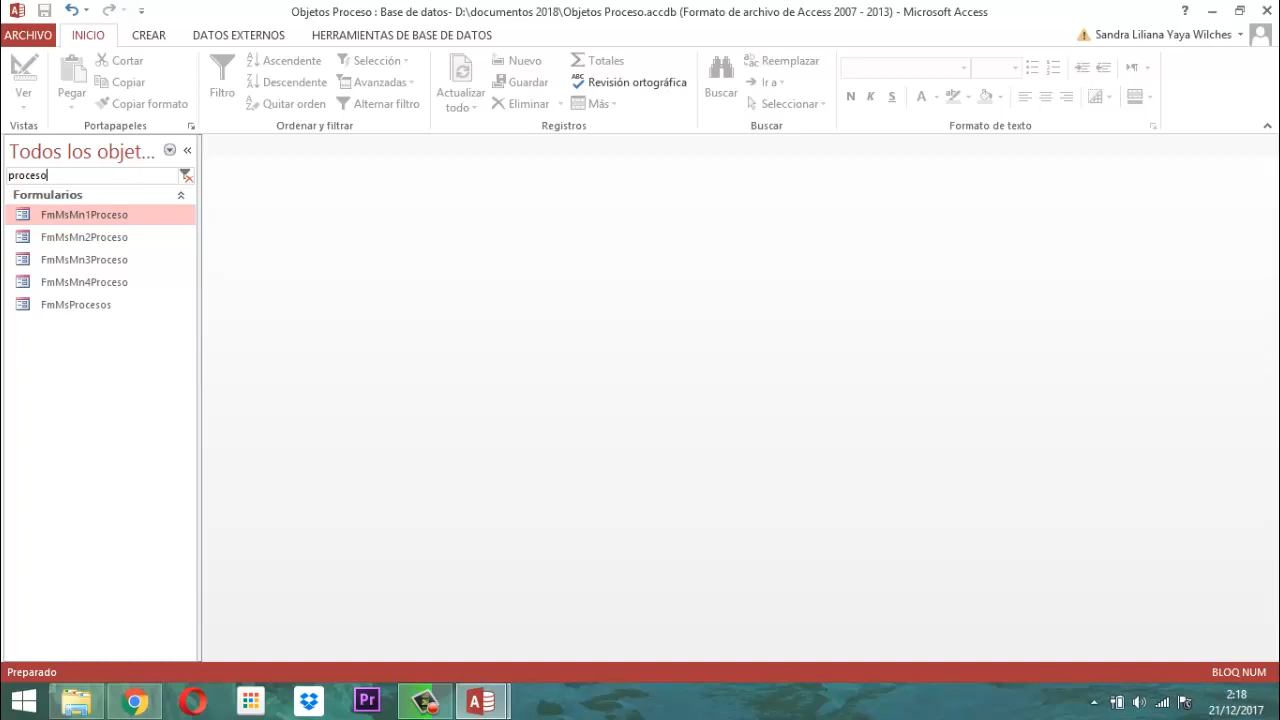 Objetos Proceso : Base de datos- D:\documentos 2018\Objetos Proceso.accdb (Formato de archivo de Access 2007 - 2013) - Microsoft Access
ARCHIVO INICIO CREAR DATOS EXTERNOS HERRAMIENTAS DE BASE DE DATOS Sandra Liliana Yaya Wilches
Ver
Vistas
Pegar
Cortar
Copiar
Copiar formato
Portapapeles
Filtro
Ascendente
Descendente
Quitar orden
Selección
Avanzadas
Alternar filtro
Ordenar y filtrar
Actualizar
todo
Nuevo
Guardar
Eliminar
Totales
Revisión ortográfica
Más
Registros
Buscar
Reemplazar
Ir a
Seleccionar
Buscar
N K S A
Formato de texto
Todos los objet...
proceso
Formularios
FmMsMn1Proceso
FmMsMn2Proceso
FmMsMn3Proceso
FmMsMn4Proceso
FmMsProcesos
Preparado BLOQ NUM
Pr
2:18
21/12/2017